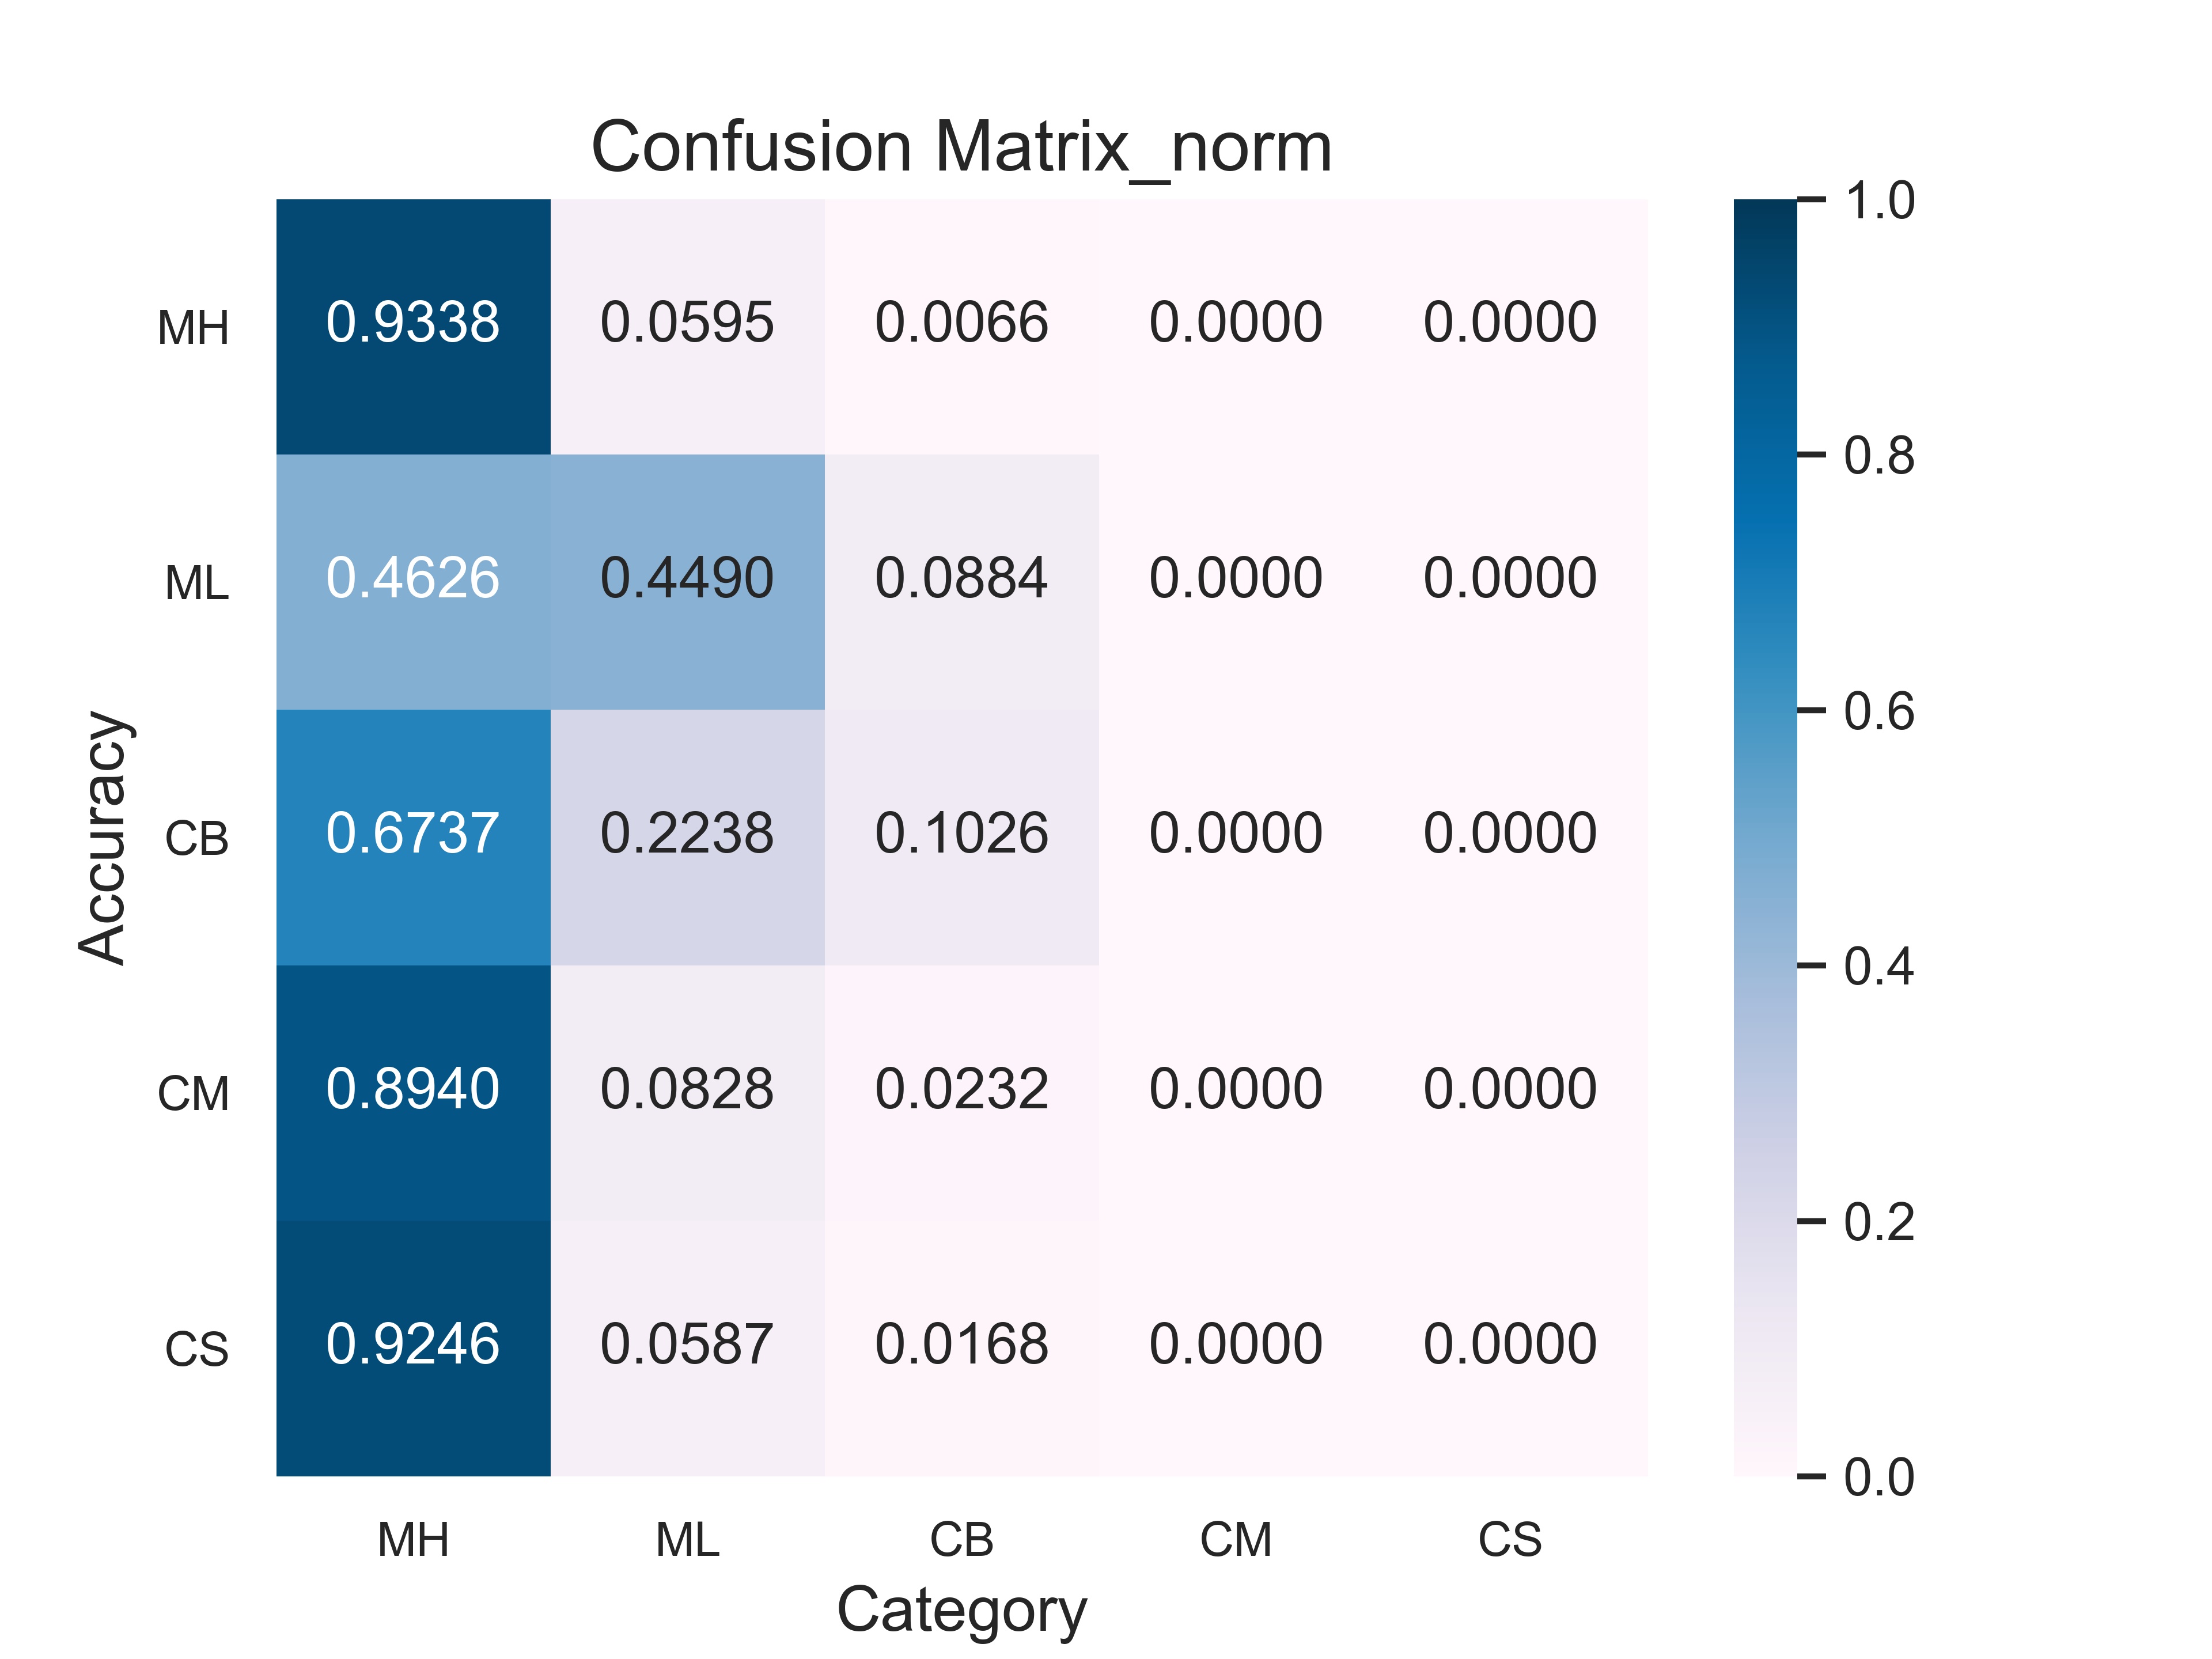 Confusion Matrix_norm
MH 0.9338 0.0595 0.0066 0.0000 0.0000
ML 0.4626 0.4490 0.0884 0.0000 0.0000
CB 0.6737 0.2238 0.1026 0.0000 0.0000
CM 0.8940 0.0828 0.0232 0.0000 0.0000
CS 0.9246 0.0587 0.0168 0.0000 0.0000
MH ML CB CM CS
Category
Accuracy
1.0
0.8
0.6
0.4
0.2
0.0